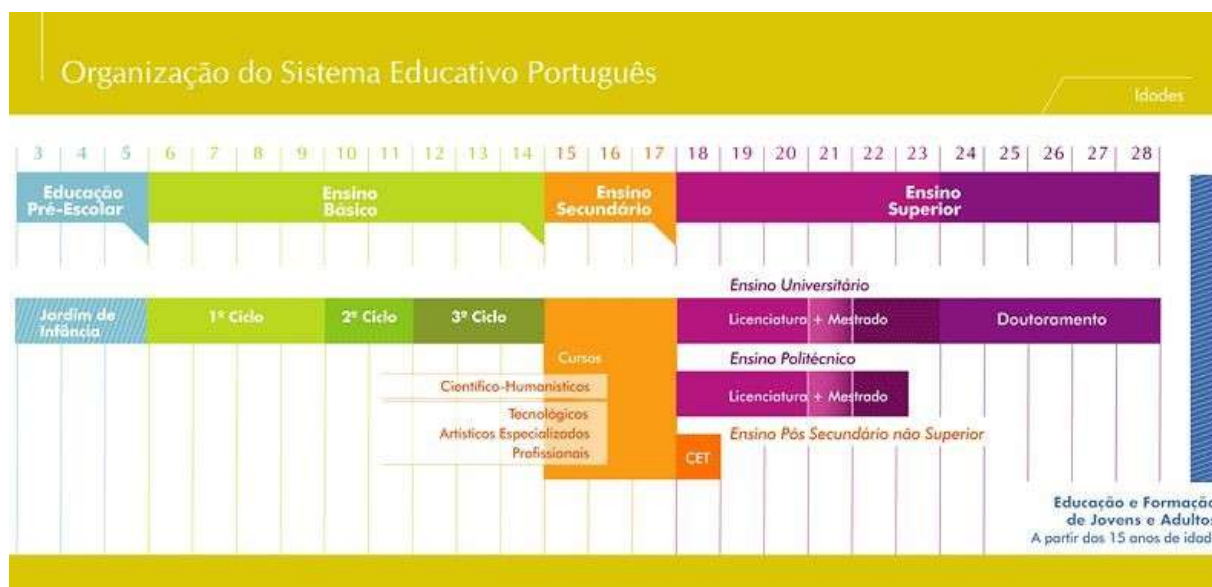 Organização do Sistema Educativo Português
Idades
3 4 5 6 7 8 9 10 11 12 13 14 15 16 17 18 19 20 21 22 23 24 25 26 27 28
Educação
Pré-Escolar
Ensino
Básico
Ensino
Secundário
Ensino
Superior
Ensino Universitário
Jardim de
Infância
1º Ciclo
2º Ciclo
3º Ciclo
Licenciatura + Mestrado
Doutoramento
Cursos
Ensino Politécnico
Científico-Humanísticos
Licenciatura + Mestrado
Tecnológicos
Artísticos Especializados
Profissionais
Ensino Pós Secundário não Superior
CET
Educação e Formação
de Jovens e Adultos
A partir dos 15 anos de idad